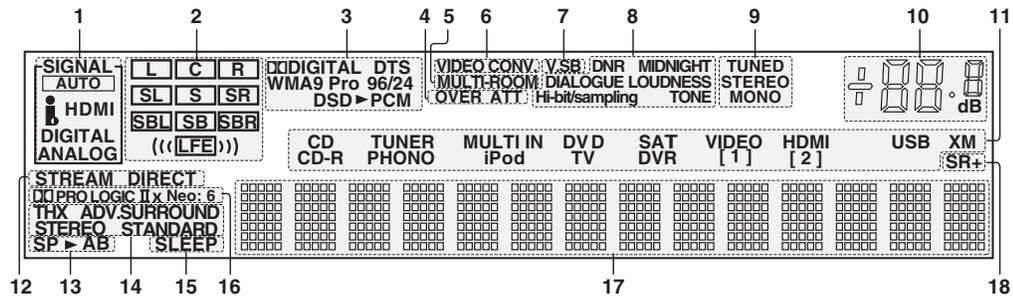 1 2 3 4 5 6 7 8 9 10 11
SIGNAL
AUTO
HDMI
DIGITAL
ANALOG
L C R
SL S SR
SBL SB SBR
((( LFE )))
DIGITAL DTS
WMA9 Pro 96/24
DSD ► PCM
VIDEO CONV.
MULTI-ROOM
OVER ATT
V.SB
DNR MIDNIGHT
DIALOGUE LOUDNESS
Hi-bit/sampling TONE
TUNED
STEREO
MONO
dB
CD TUNER MULTI IN DVD SAT VIDEO HDMI USB XM
CD-R PHONO iPod TV DVR [ 1 ] [ 2 ]
SR+
STREAM DIRECT
PRO LOGIC II x Neo: 6
THX ADV.SURROUND
STEREO STANDARD
SP ► AB SLEEP
12 13 14 15 16 17 18